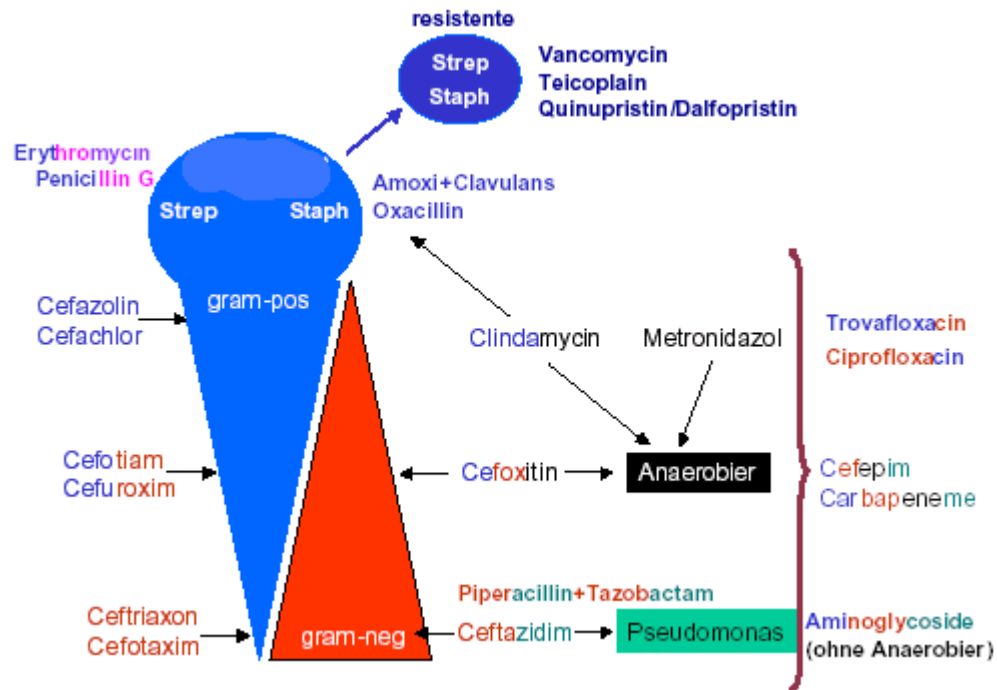 resistente
Strep
Staph
Vancomycin
Teicoplain
Quinupristin/Dalfopristin
Erythromycin
Penicillin G
Strep
Staph
Amoxi+Clavulans
Oxacillin
Cefazolin
Cefachlor
gram-pos
Clindamycin
Metronidazol
Trovafloxacin
Ciprofloxacin
Cefotiam
Cefuroxim
Cefoxitin
Anaerobier
Cefepim
Carbapeneme
Ceftriaxon
Cefotaxim
gram-neg
Piperacillin+Tazobactam
Ceftazidim
Pseudomonas
Aminoglycoside
(ohne Anaerobier)